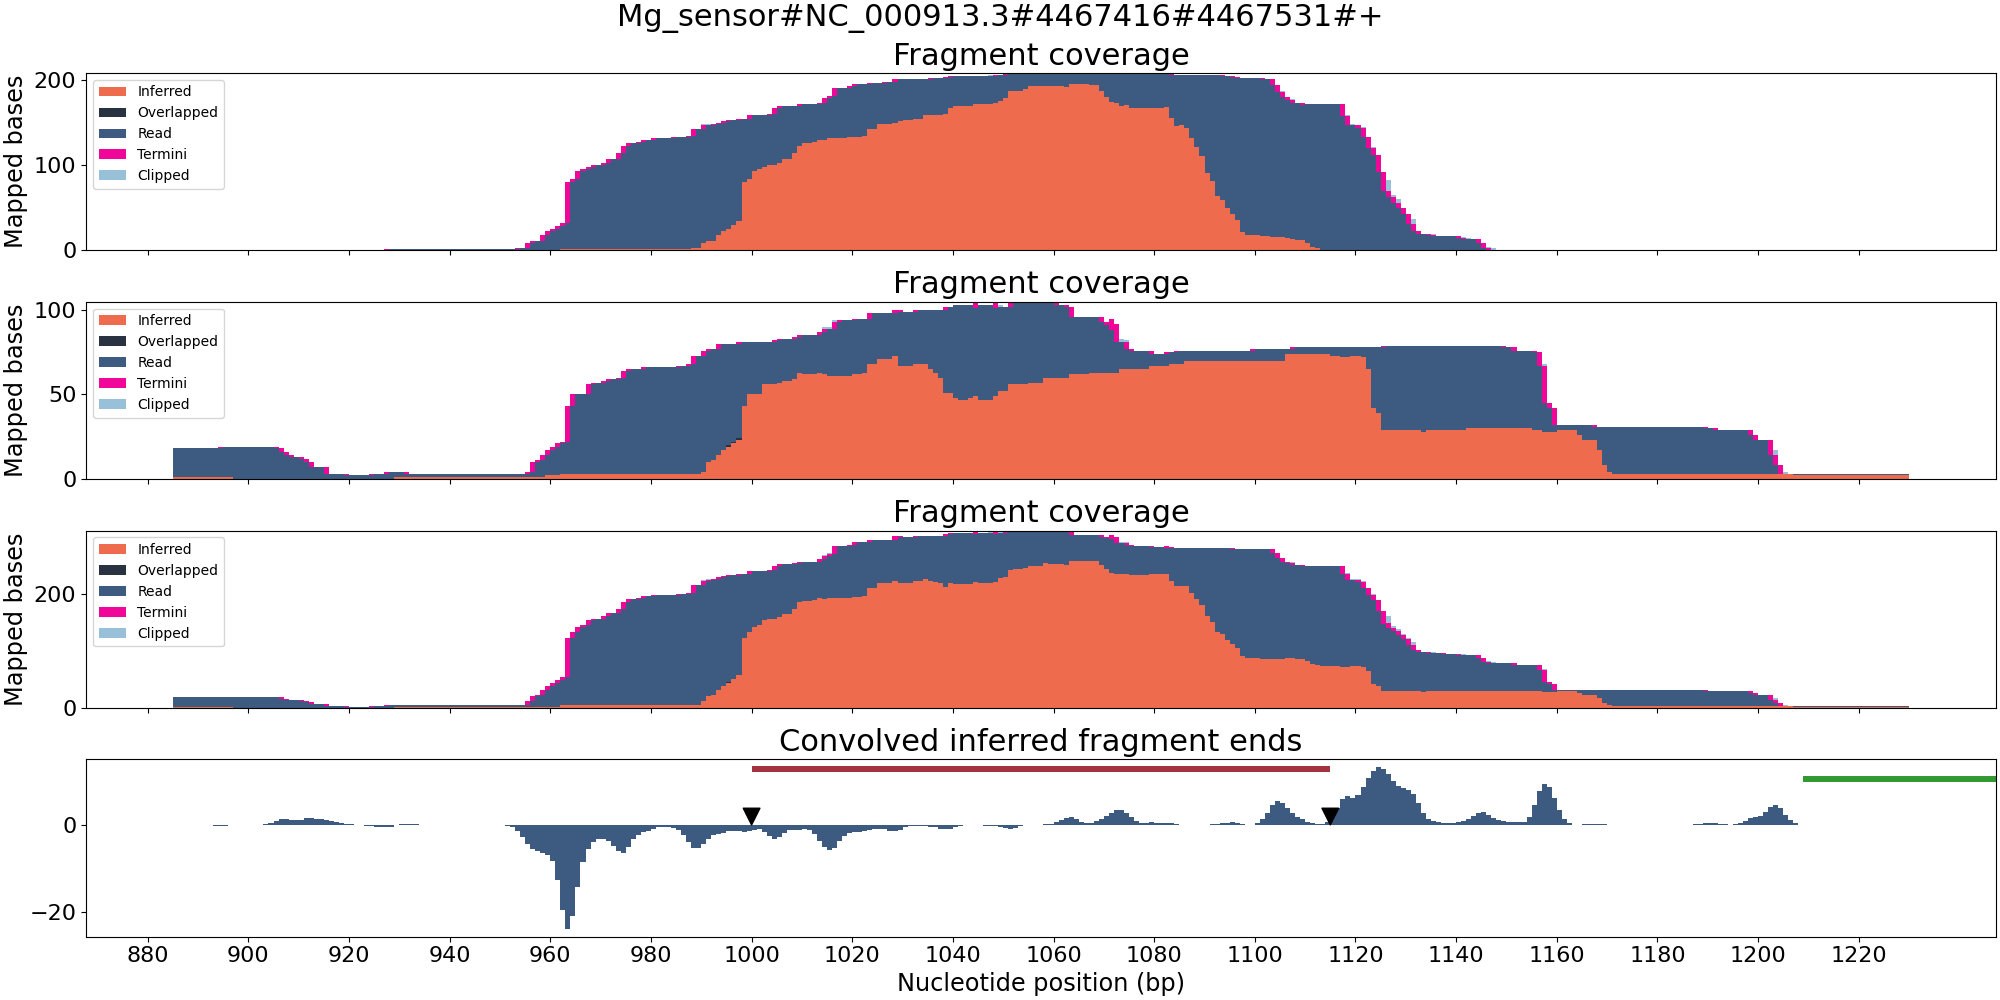 Mg_sensor#NC_000913.3#4467416#4467531#+
Fragment coverage
Mapped bases
200
100
0
Inferred
Overlapped
Read
Termini
Clipped
Fragment coverage
Mapped bases
100
50
0
Inferred
Overlapped
Read
Termini
Clipped
Fragment coverage
Mapped bases
200
0
Inferred
Overlapped
Read
Termini
Clipped
Convolved inferred fragment ends
0
−20
880 900 920 940 960 980 1000 1020 1040 1060 1080 1100 1120 1140 1160 1180 1200 1220
Nucleotide position (bp)